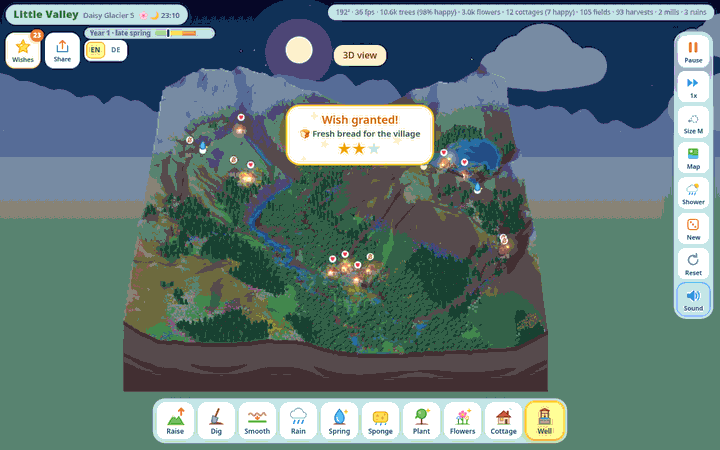 Little Valley Daisy Glacier 5 23:10
192² · 36 fps · 10.6k trees (98% happy) · 3.0k flowers · 12 cottages (7 happy) · 105 fields · 93 harvests · 2 mills · 3 ruins
Year 1 · late spring
23
Wishes
Share
EN
DE
3D view
Wish granted!
Fresh bread for the village
Pause
1x
Size M
Map
Shower
New
Reset
Sound
Raise
Dig
Smooth
Rain
Spring
Sponge
Plant
Flowers
Cottage
Well